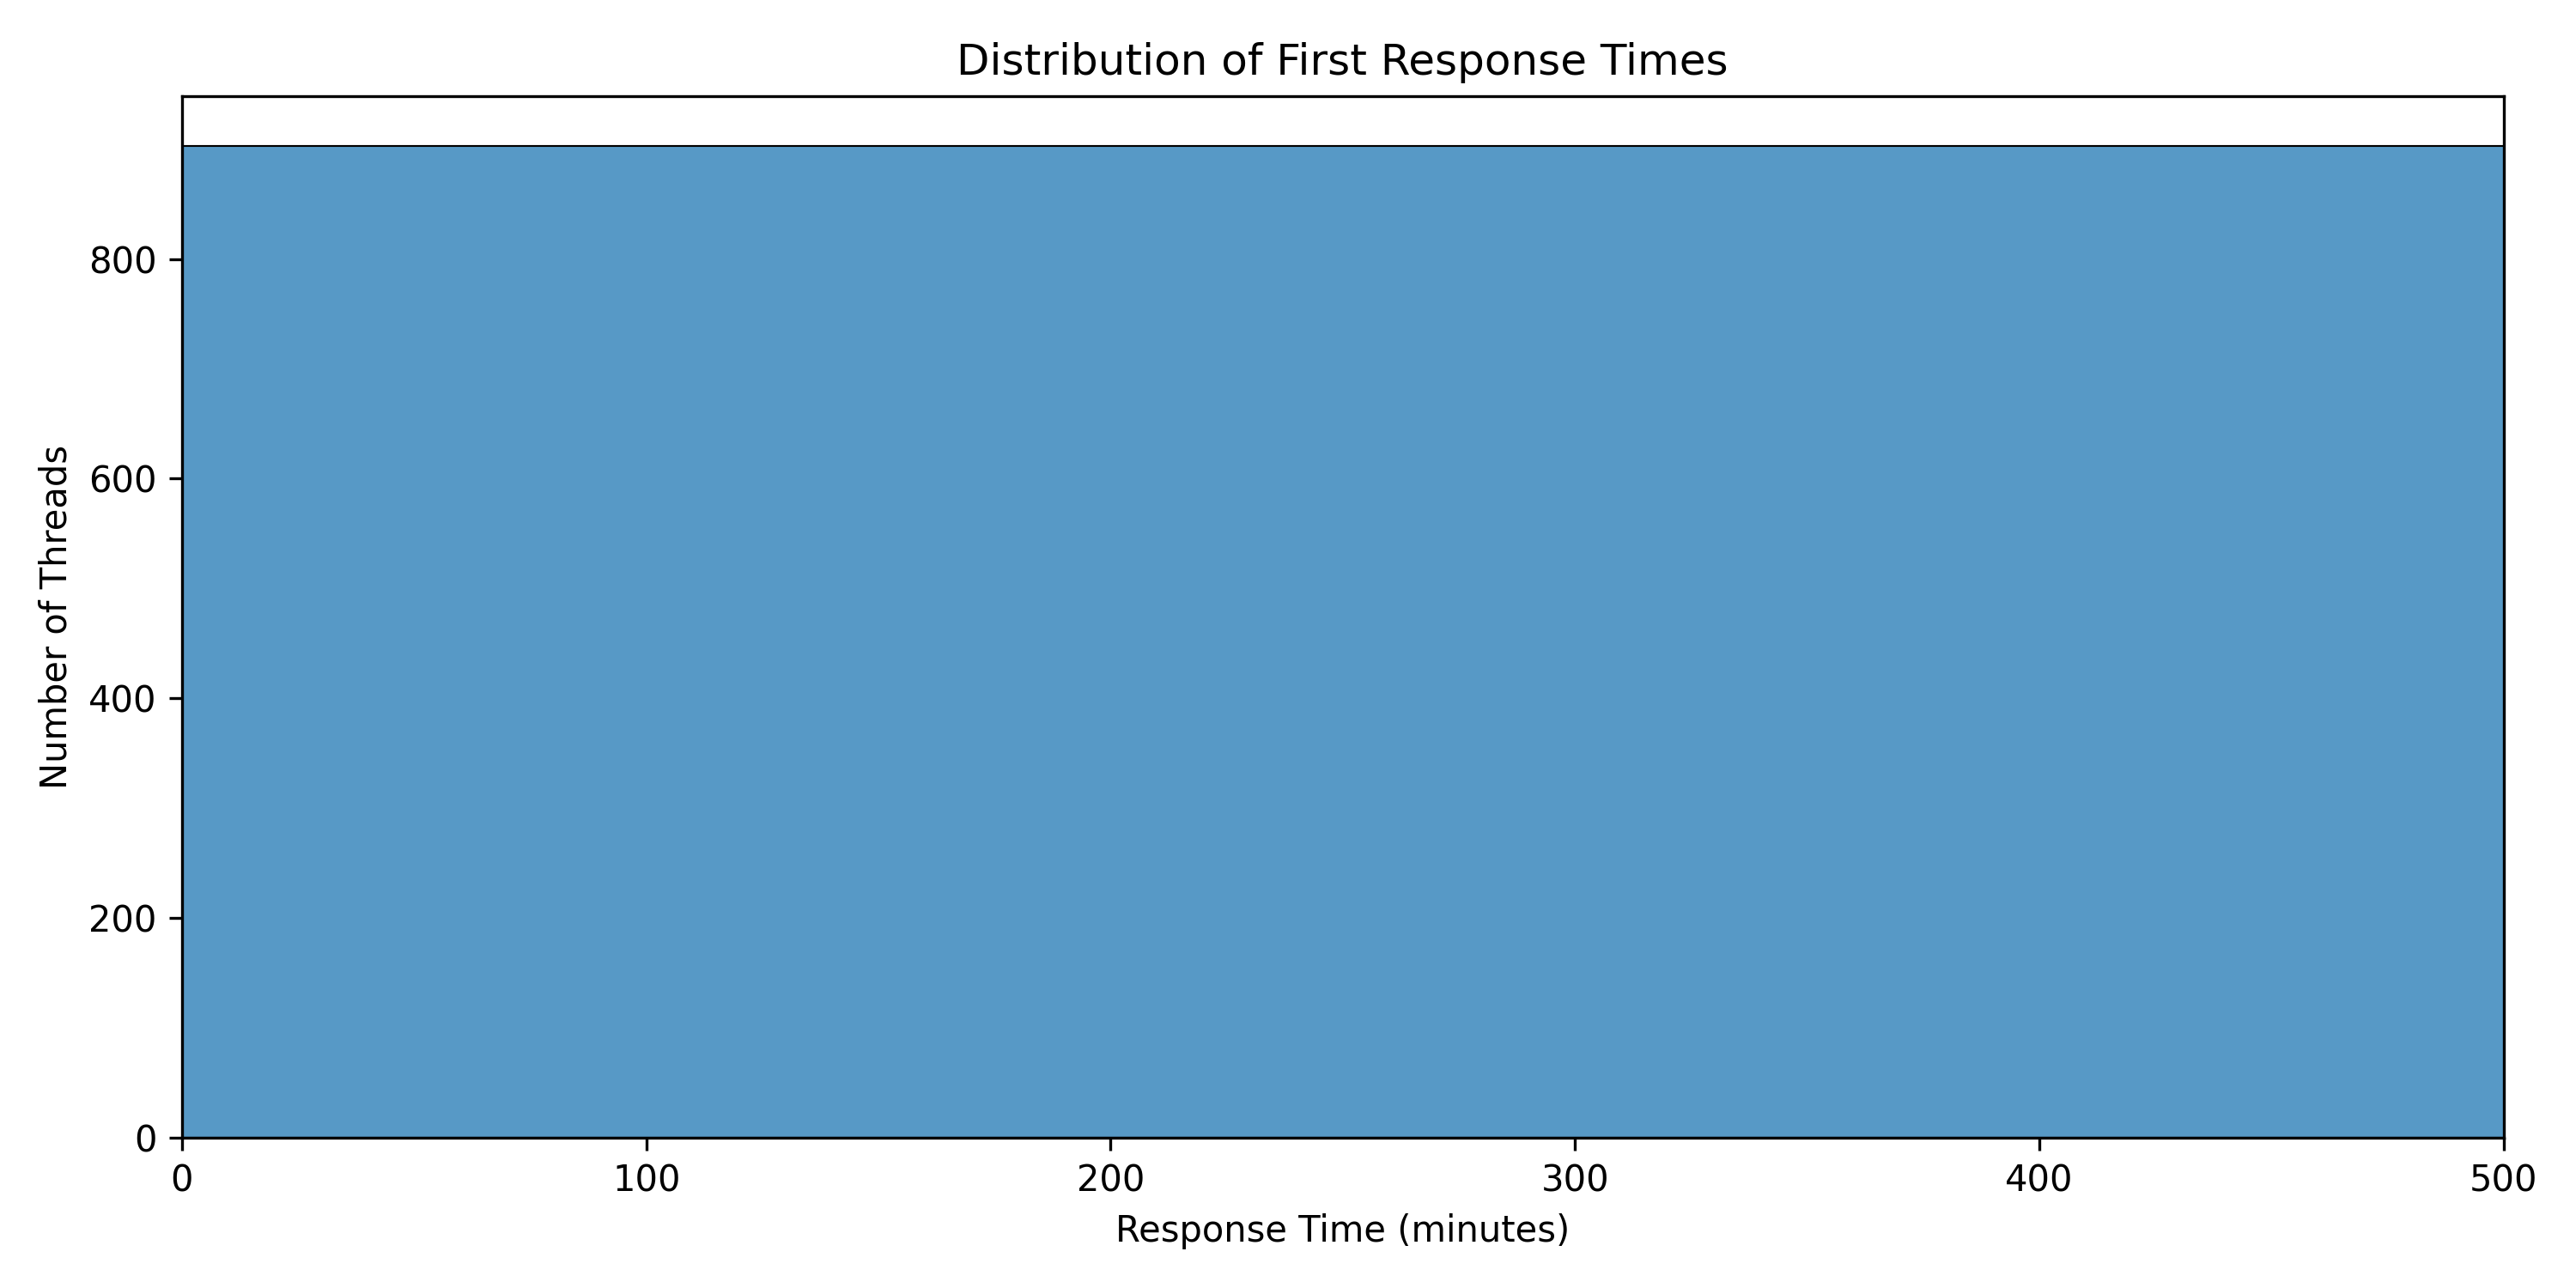 Distribution of First Response Times
Number of Threads
800
600
400
200
0
0 100 200 300 400 500
Response Time (minutes)